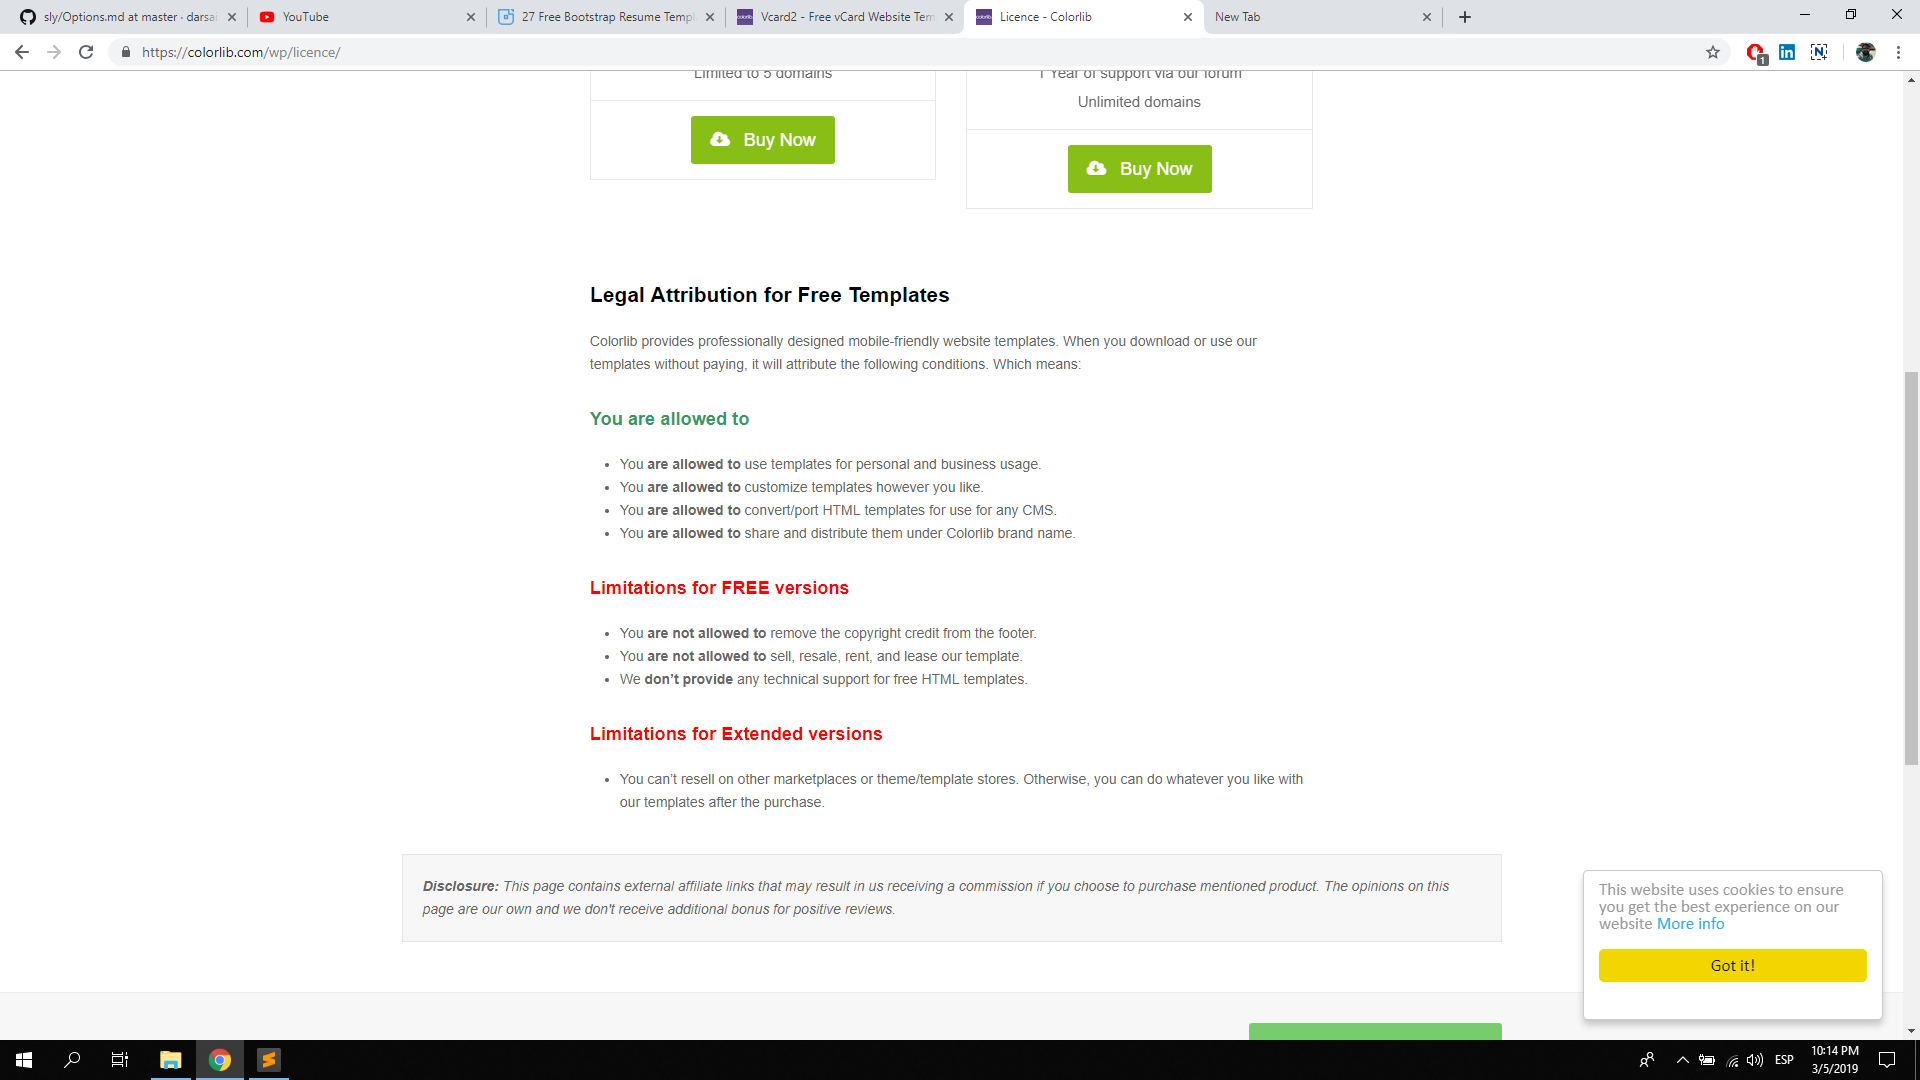 sly/Options.md at master · darsai
YouTube
27 Free Bootstrap Resume Templ
Vcard2 - Free vCard Website Tem
Licence - Colorlib
New Tab
https://colorlib.com/wp/licence/
1
Limited to 5 domains
Buy Now
1 Year of support via our forum
Unlimited domains
Buy Now
Legal Attribution for Free Templates
Colorlib provides professionally designed mobile-friendly website templates. When you download or use our
templates without paying, it will attribute the following conditions. Which means:
You are allowed to
• You are allowed to use templates for personal and business usage.
• You are allowed to customize templates however you like.
• You are allowed to convert/port HTML templates for use for any CMS.
• You are allowed to share and distribute them under Colorlib brand name.
Limitations for FREE versions
• You are not allowed to remove the copyright credit from the footer.
• You are not allowed to sell, resale, rent, and lease our template.
• We don’t provide any technical support for free HTML templates.
Limitations for Extended versions
• You can’t resell on other marketplaces or theme/template stores. Otherwise, you can do whatever you like with
our templates after the purchase.
Disclosure: This page contains external affiliate links that may result in us receiving a commission if you choose to purchase mentioned product. The opinions on this
page are our own and we don't receive additional bonus for positive reviews.
This website uses cookies to ensure
you get the best experience on our
website More info
Got it!
ESP
10:14 PM
3/5/2019